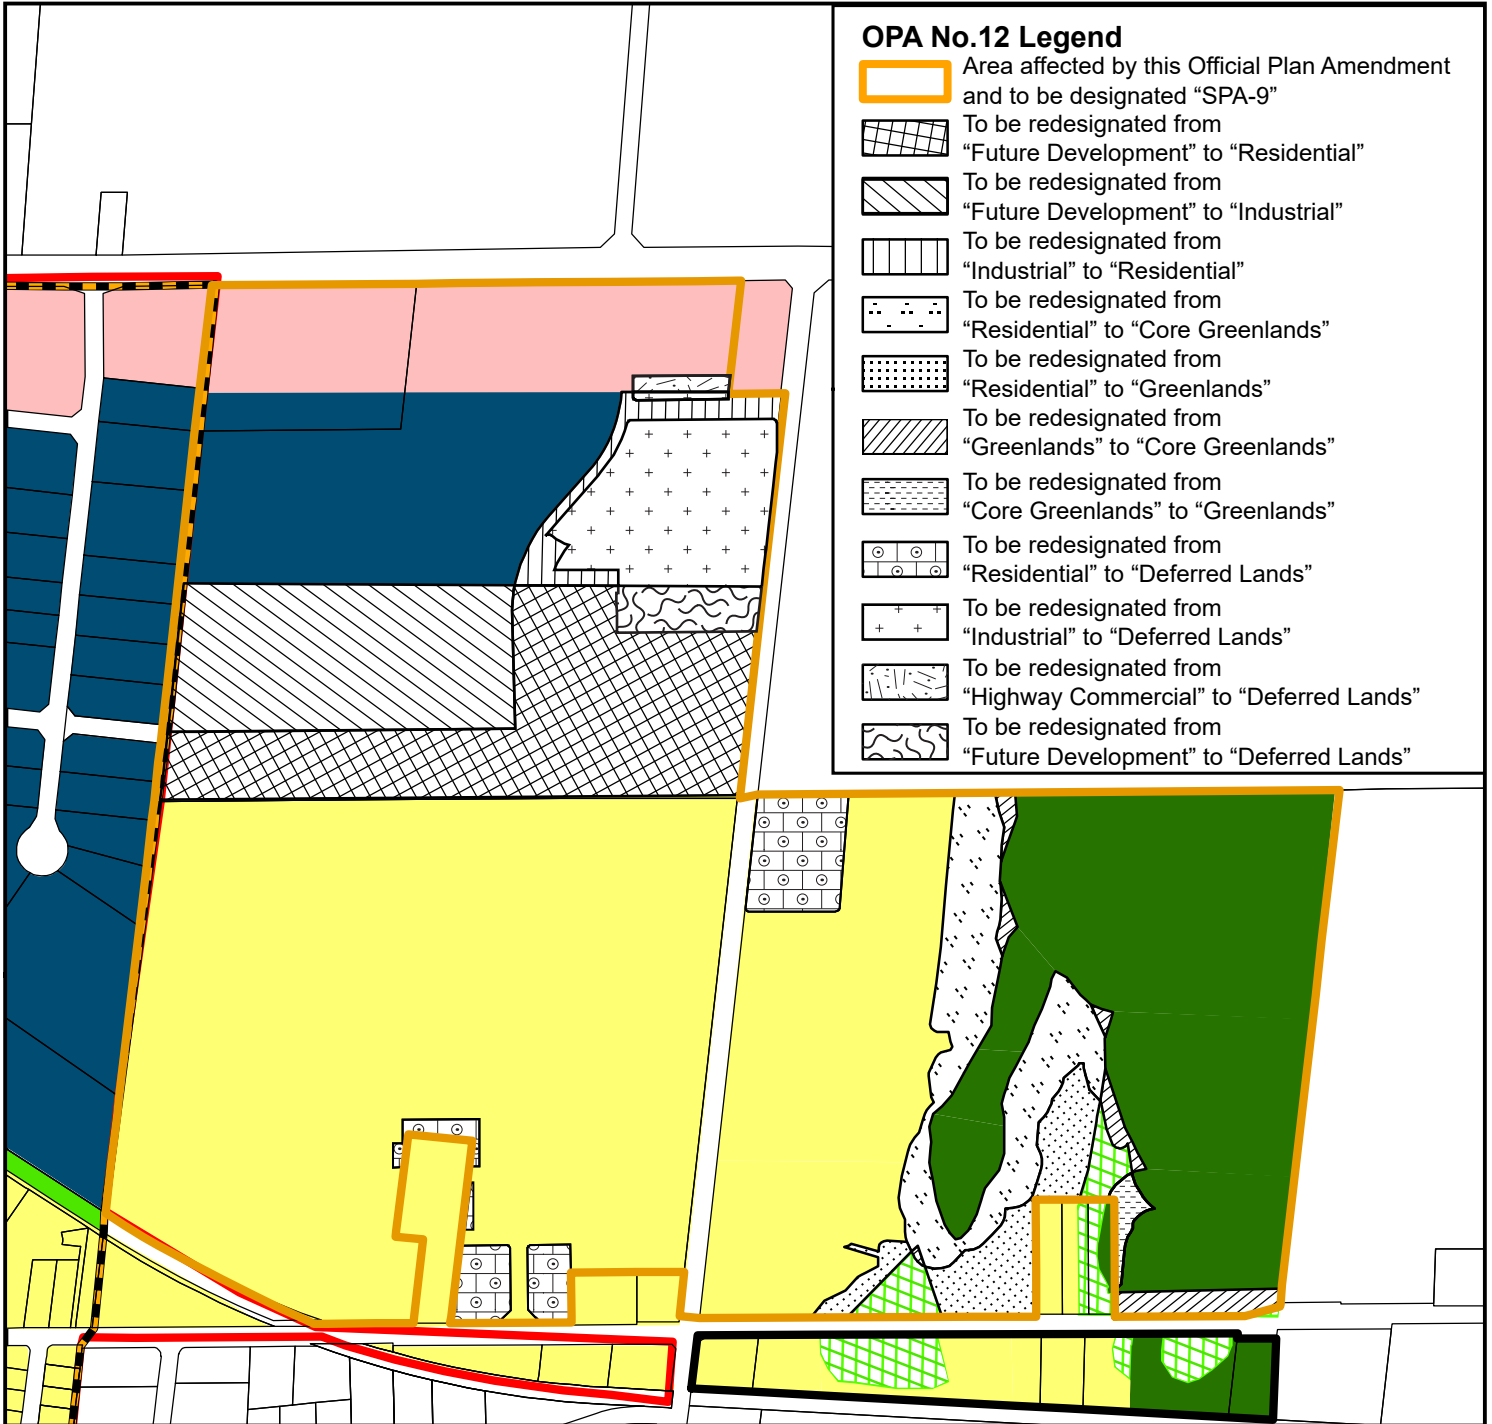 OPA No.12 Legend
Area affected by this Official Plan Amendment
and to be designated “SPA-9”
To be redesignated from
“Future Development” to “Residential”
To be redesignated from
“Future Development” to “Industrial”
To be redesignated from
“Industrial” to “Residential”
To be redesignated from
“Residential” to “Core Greenlands”
To be redesignated from
“Residential” to “Greenlands”
To be redesignated from
“Greenlands” to “Core Greenlands”
To be redesignated from
“Core Greenlands” to “Greenlands”
To be redesignated from
“Residential” to “Deferred Lands”
To be redesignated from
“Industrial” to “Deferred Lands”
To be redesignated from
“Highway Commercial” to “Deferred Lands”
To be redesignated from
“Future Development” to “Deferred Lands”